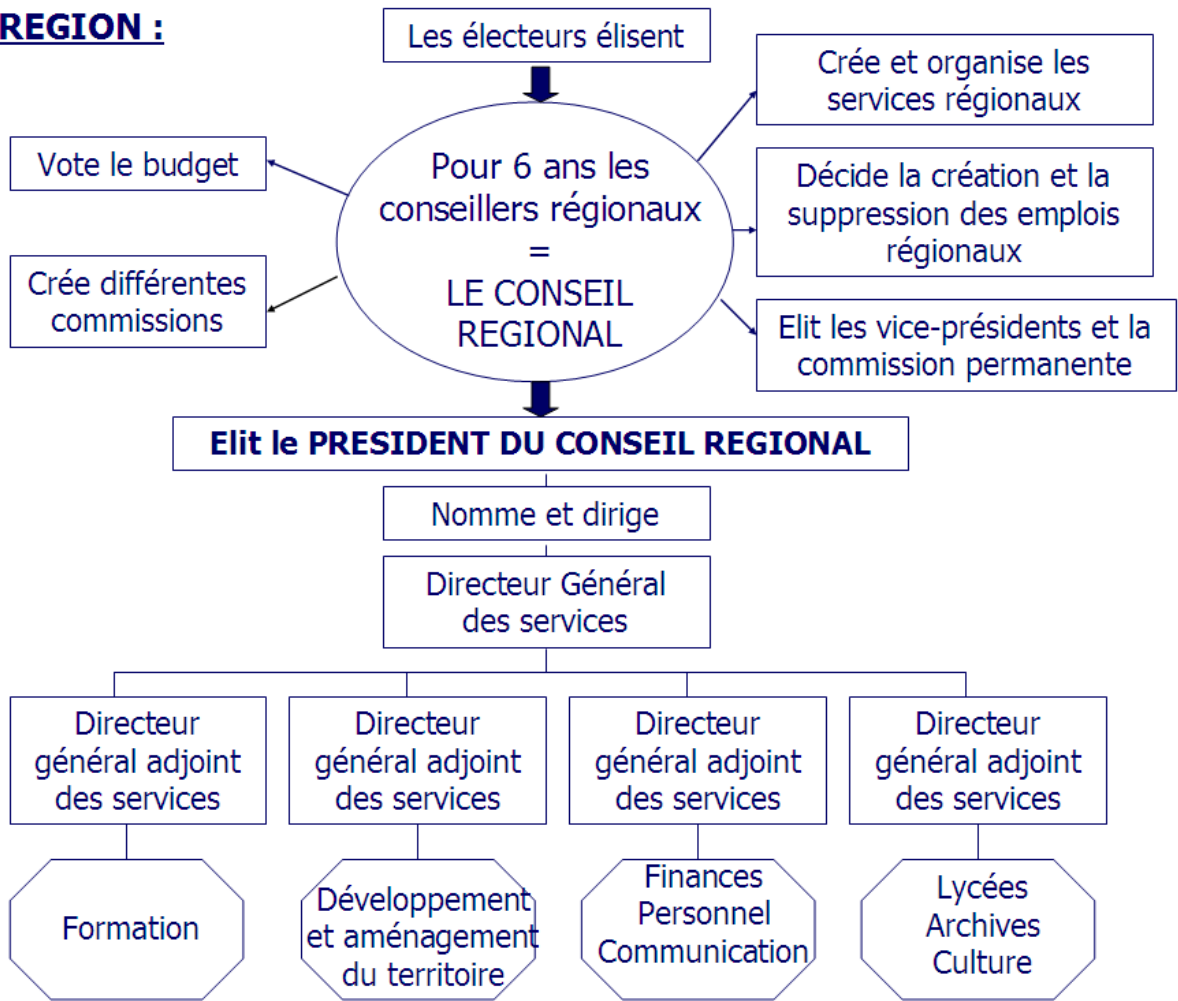 REGION :
Les électeurs élisent
Crée et organise les
services régionaux
Vote le budget
Pour 6 ans les
conseillers régionaux
=
LE CONSEIL
REGIONAL
Décide la création et la
suppression des emplois
régionaux
Crée différentes
commissions
Elit les vice-présidents et la
commission permanente
Elit le PRESIDENT DU CONSEIL REGIONAL
Nomme et dirige
Directeur Général
des services
Directeur
général adjoint
des services
Directeur
général adjoint
des services
Directeur
général adjoint
des services
Directeur
général adjoint
des services
Formation
Développement
et aménagement
du territoire
Finances
Personnel
Communication
Lycées
Archives
Culture